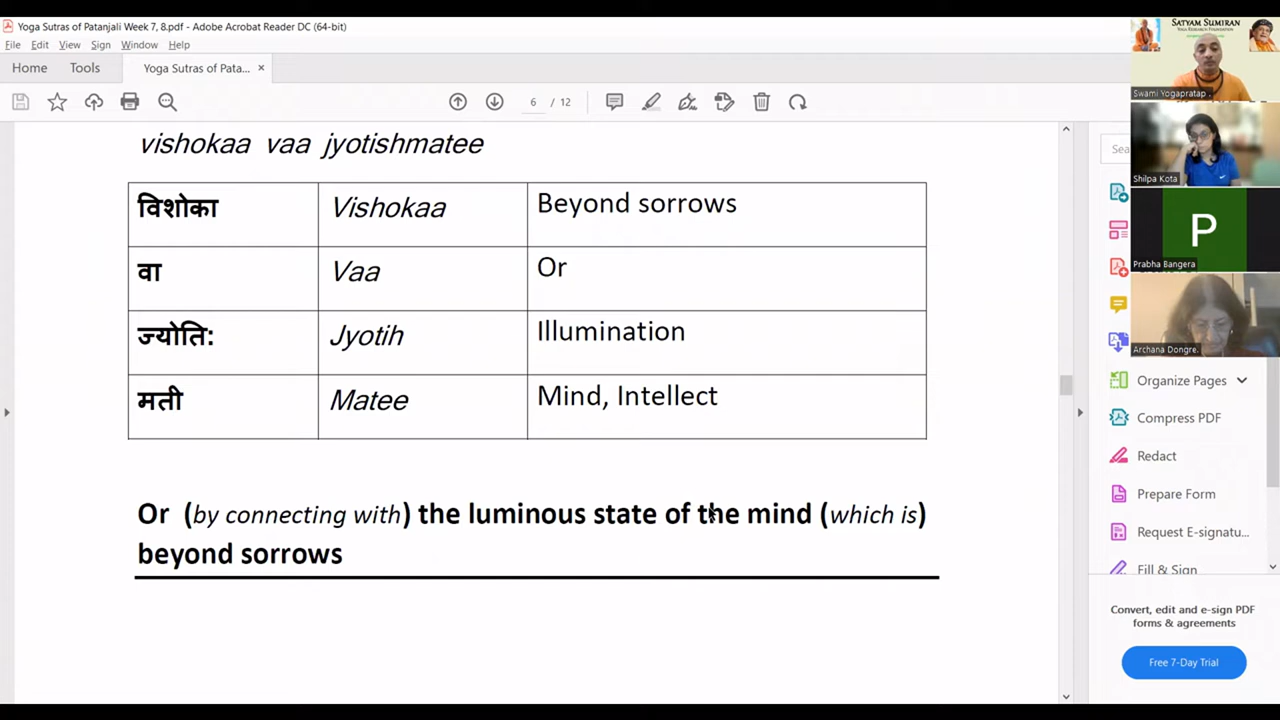 Yoga Sutras of Patanjali Week 7, 8.pdf - Adobe Acrobat Reader DC (64-bit)
File Edit View Sign Window Help
Home Tools Yoga Sutras of Pata... ×
6 / 12
vishokaa vaa jyotishmatee
विशोका Vishokaa Beyond sorrows
वा Vaa Or
ज्योति: Jyotih Illumination
मती Matee Mind, Intellect
Or (by connecting with) the luminous state of the mind (which is)
beyond sorrows
SATYAM SUMIRAN
YOGA RESEARCH FOUNDATION
Swami Yogapratap .
Shilpa Kota
P
Prabha Bangera
Archana Dongre.
Sea
Organize Pages
Compress PDF
Redact
Prepare Form
Request E-signatu...
Fill & Sign
Convert, edit and e-sign PDF
forms & agreements
Free 7-Day Trial